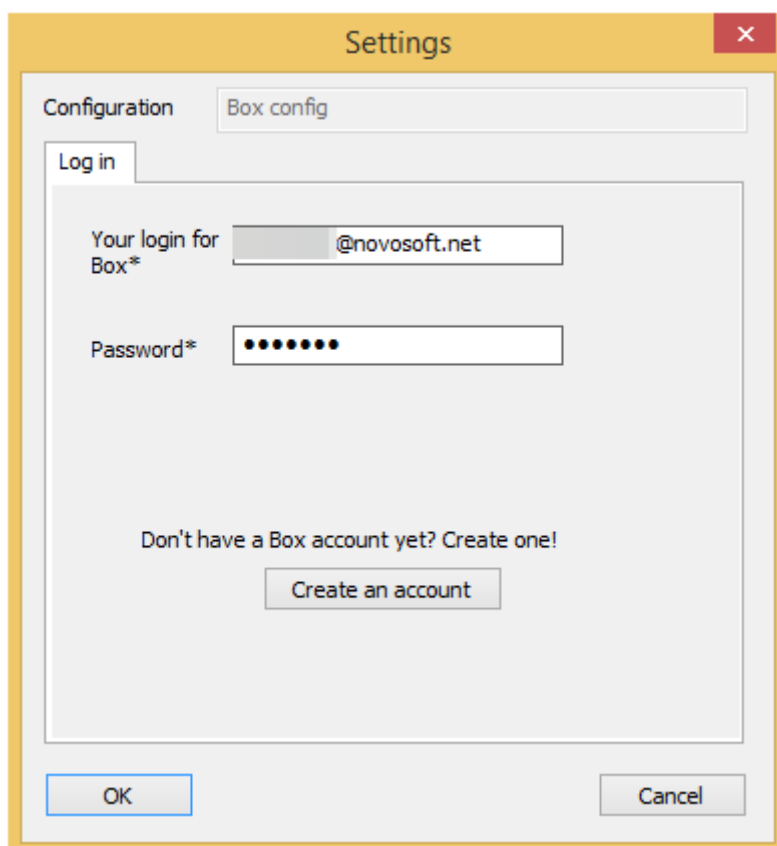 Settings
Configuration
Box config
Log in
Your login for
Box*
@novosoft.net
Password*
•••••••
Don't have a Box account yet? Create one!
Create an account
OK
Cancel